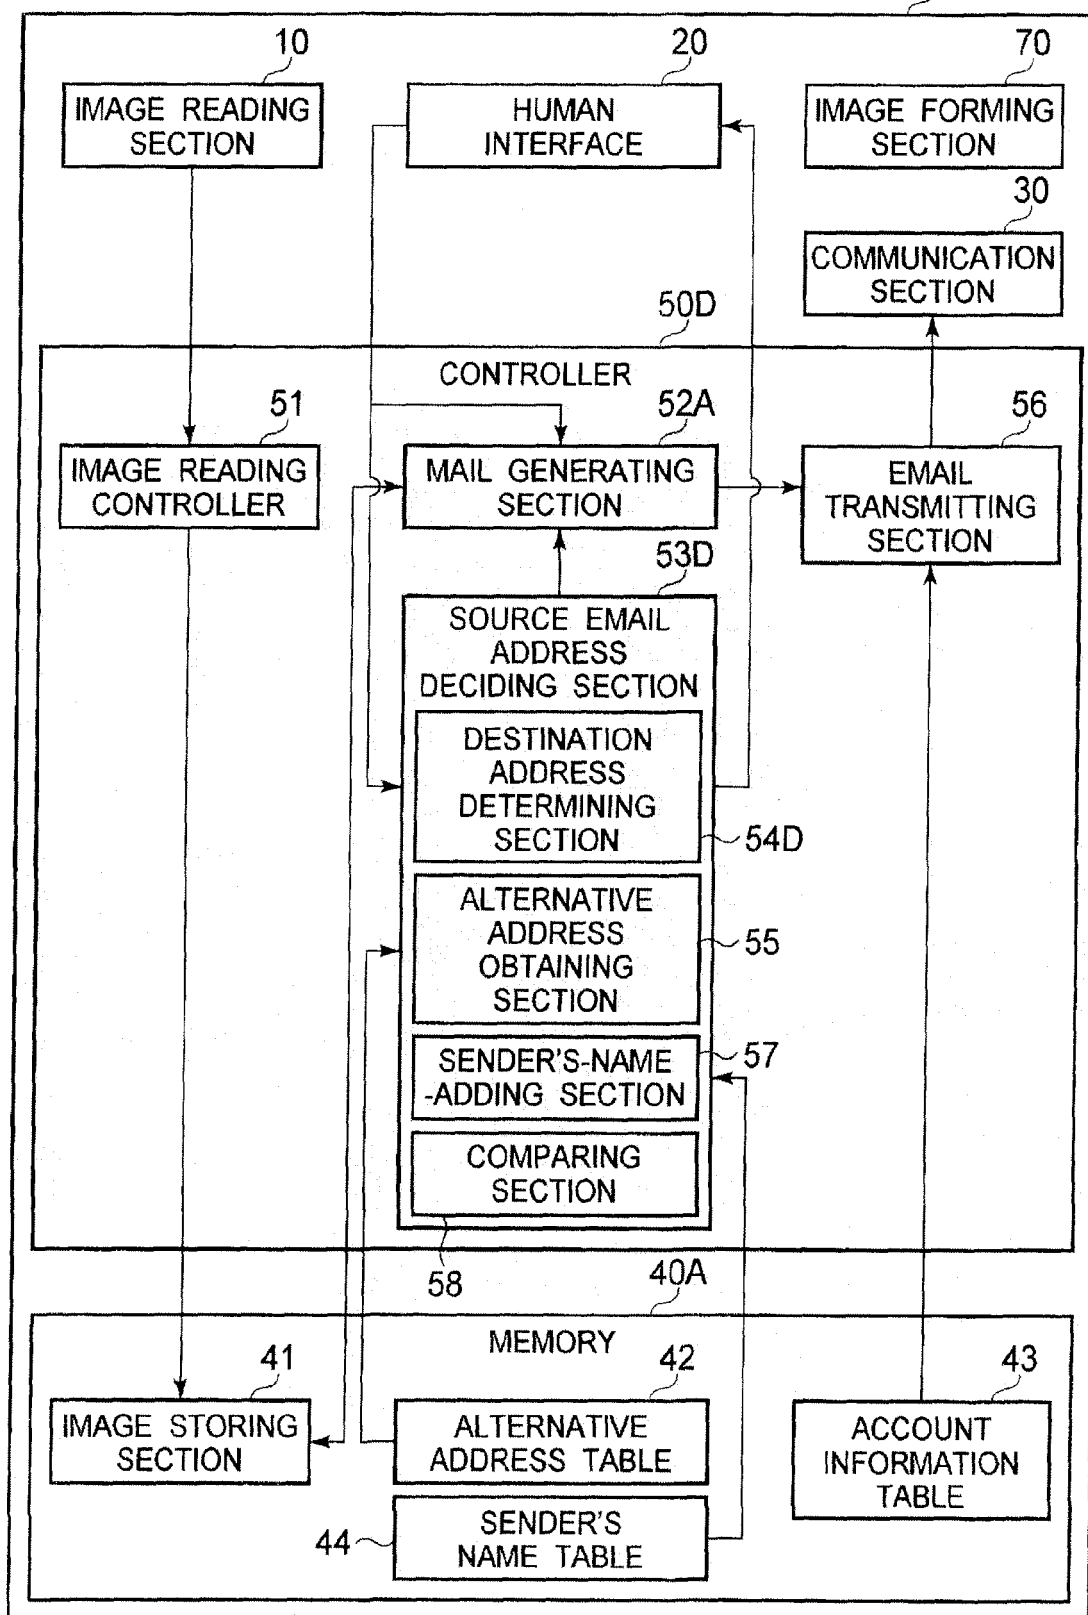 10
20
70
IMAGE READING
SECTION
HUMAN
INTERFACE
IMAGE FORMING
SECTION
30
COMMUNICATION
SECTION
50D
CONTROLLER
51
52A
56
IMAGE READING
CONTROLLER
MAIL GENERATING
SECTION
EMAIL
TRANSMITTING
SECTION
53D
SOURCE EMAIL
ADDRESS
DECIDING SECTION
DESTINATION
ADDRESS
DETERMINING
SECTION
54D
ALTERNATIVE
ADDRESS
OBTAINING
SECTION
55
SENDER'S-NAME
-ADDING SECTION
57
COMPARING
SECTION
58
40A
MEMORY
41
42
43
IMAGE STORING
SECTION
ALTERNATIVE
ADDRESS TABLE
ACCOUNT
INFORMATION
TABLE
44
SENDER'S
NAME TABLE